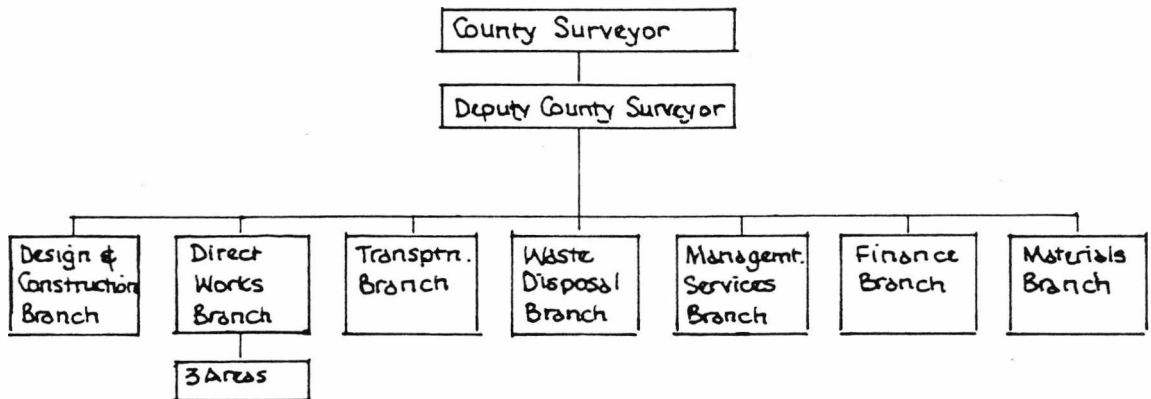 County Surveyor
Deputy County Surveyor
Design &
Construction
Branch
Direct
Works
Branch
Transptn.
Branch
Waste
Disposal
Branch
Managemt.
Services
Branch
Finance
Branch
Materials
Branch
3 Areas